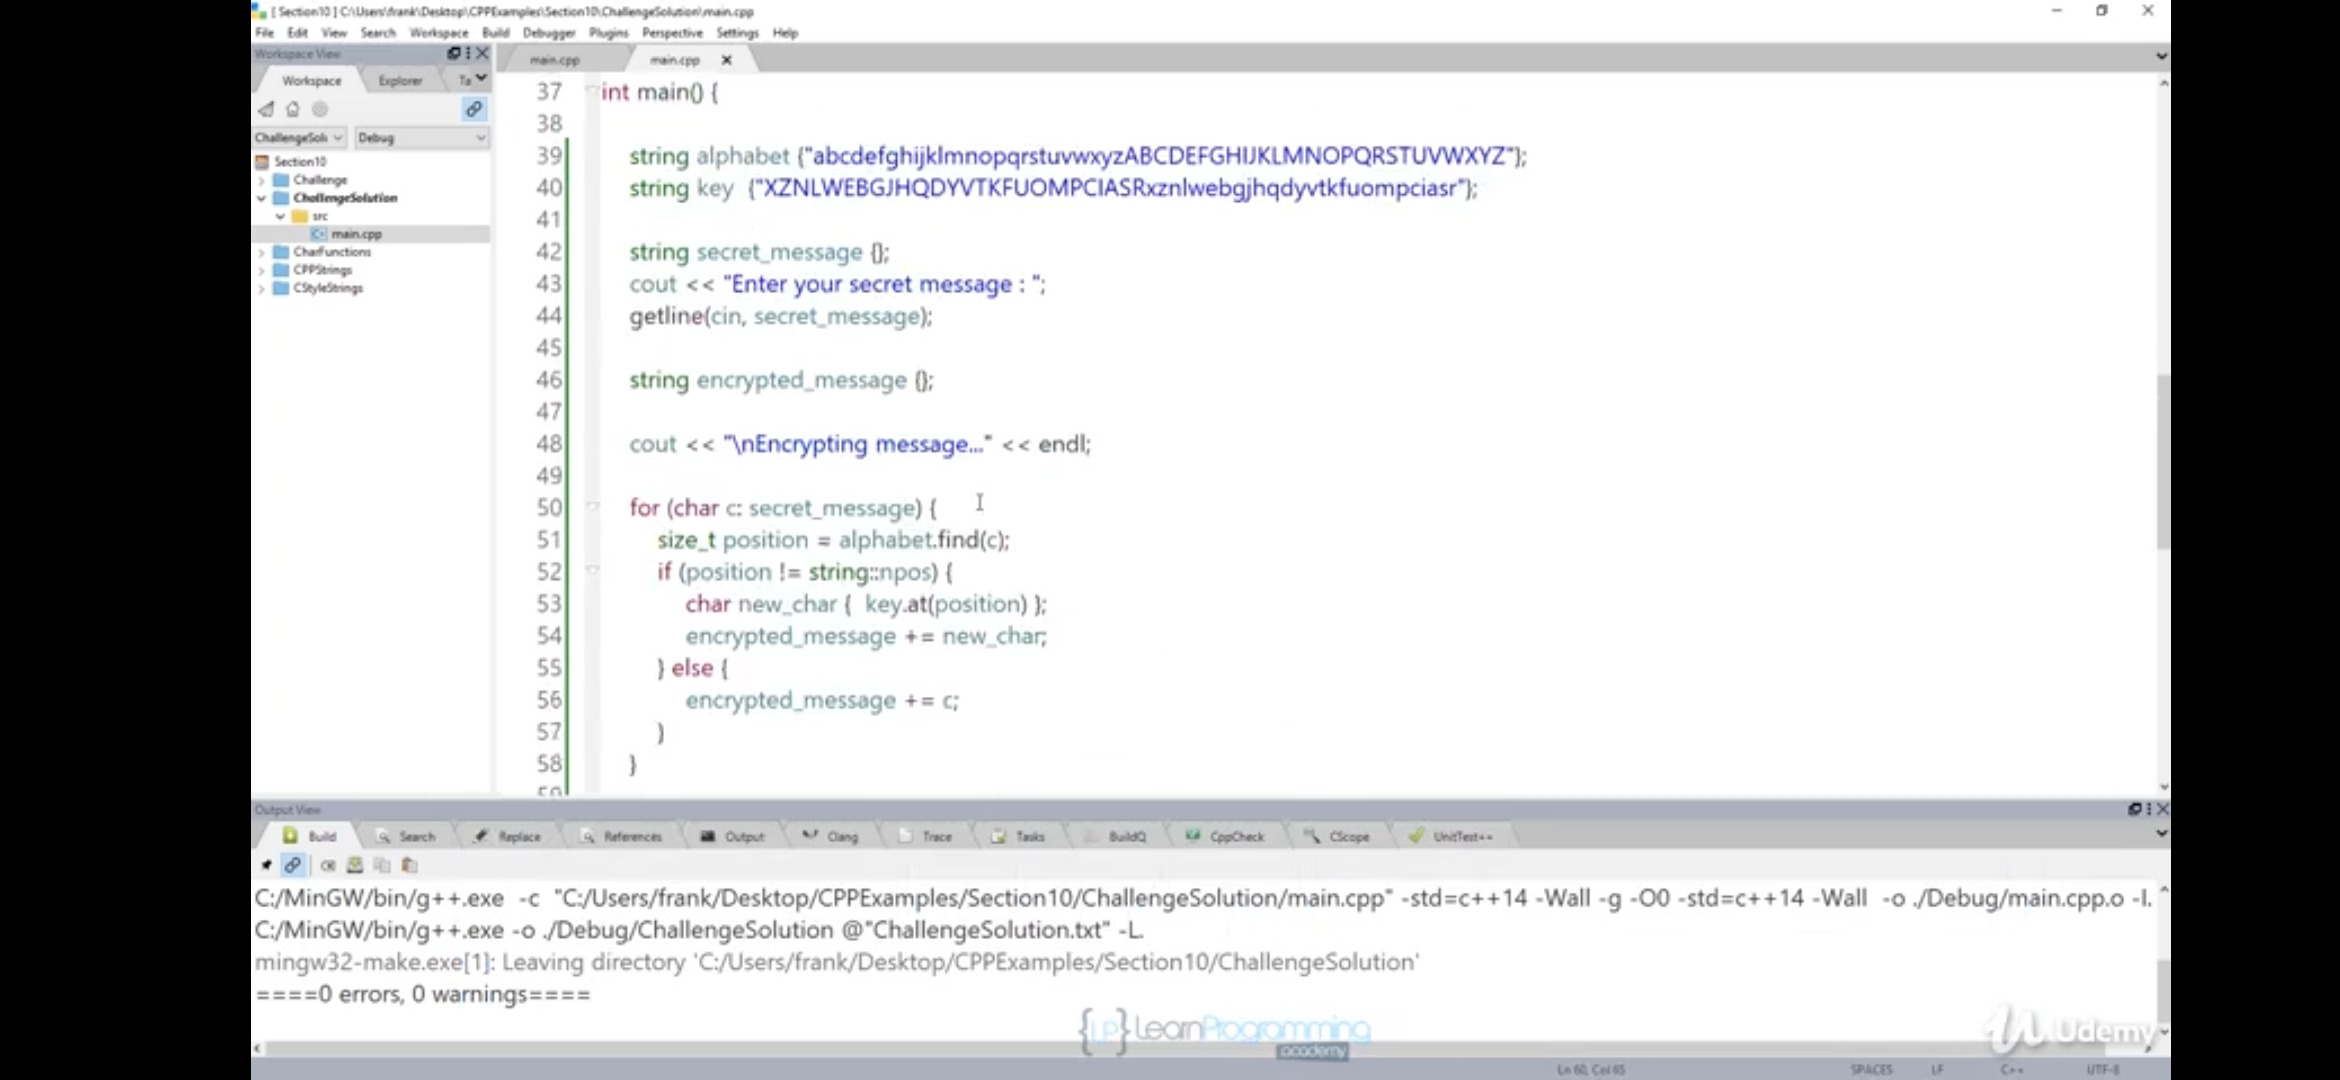 [ Section10 ] C:\Users\frank\Desktop\CPPExamples\Section10\ChallengeSolution\main.cpp
File Edit View Search Workspace Build Debugger Plugins Perspective Settings Help
Workspace View
Workspace Explorer Ta
ChallengeSolu Debug
Section10
Challenge
ChallengeSolution
src
main.cpp
CharFunctions
CPPStrings
CStyleStrings
main.cpp main.cpp
37 int main() {
38
39 string alphabet {"abcdefghijklmnopqrstuvwxyzABCDEFGHIJKLMNOPQRSTUVWXYZ"};
40 string key {"XZNLWEBGJHQDYVTKFUOMPCIASRxznlwebgjhqdyvtkfuompciasr"};
41
42 string secret_message {};
43 cout << "Enter your secret message : ";
44 getline(cin, secret_message);
45
46 string encrypted_message {};
47
48 cout << "\nEncrypting message..." << endl;
49
50 for (char c: secret_message) {
51 size_t position = alphabet.find(c);
52 if (position != string::npos) {
53 char new_char { key.at(position) };
54 encrypted_message += new_char;
55 } else {
56 encrypted_message += c;
57 }
58 }
59
Output View
Build Search Replace References Output Clang Trace Tasks BuildQ CppCheck CScope UnitTest++
C:/MinGW/bin/g++.exe -c "C:/Users/frank/Desktop/CPPExamples/Section10/ChallengeSolution/main.cpp" -std=c++14 -Wall -g -O0 -std=c++14 -Wall -o ./Debug/main.cpp.o -I.
C:/MinGW/bin/g++.exe -o ./Debug/ChallengeSolution @"ChallengeSolution.txt" -L.
mingw32-make.exe[1]: Leaving directory 'C:/Users/frank/Desktop/CPPExamples/Section10/ChallengeSolution'
====0 errors, 0 warnings====
{LP} LearnProgramming
academy
Udemy
Ln 60, Col 65 SPACES LF C++ UTF-8